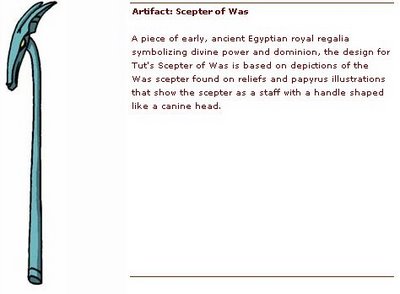 Artifact: Scepter of Was
A piece of early, ancient Egyptian royal regalia
symbolizing divine power and dominion, the design for
Tut's Scepter of Was is based on depictions of the
Was scepter found on reliefs and papyrus illustrations
that show the scepter as a staff with a handle shaped
like a canine head.